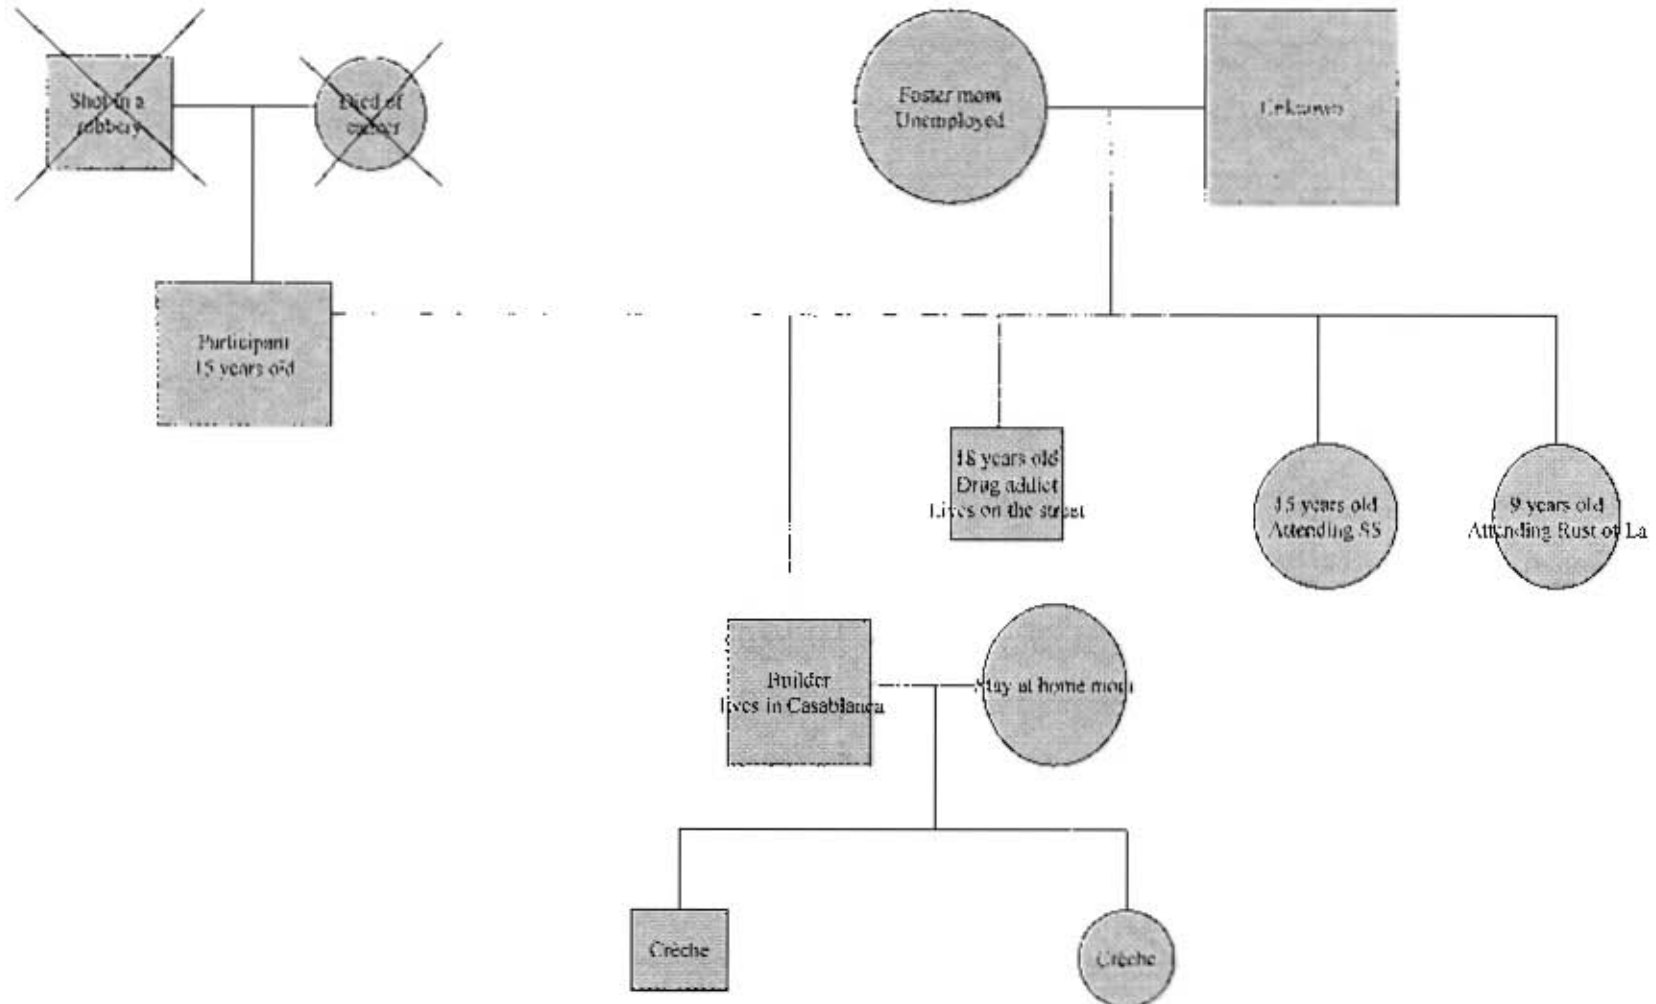 Shot in a
robbery
Died of
cancer
Foster mom
Unemployed
Unknown
Participant
15 years old
18 years old
Drug addict
Lives on the street
15 years old
Attending SS
9 years old
Attending Rust of La
Builder
lives in Casablanca
Stay at home mom
Crèche
Crèche